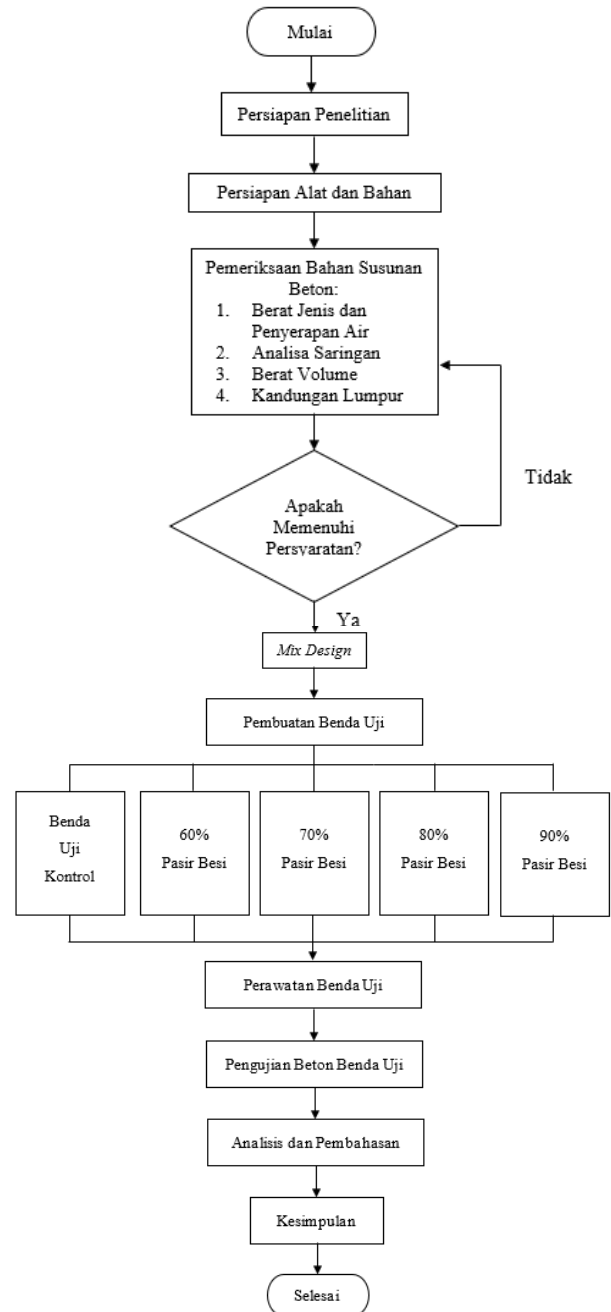 Mulai
Persiapan Penelitian
Persiapan Alat dan Bahan
Pemeriksaan Bahan Susunan
Beton:
1. Berat Jenis dan
Penyerapan Air
2. Analisa Saringan
3. Berat Volume
4. Kandungan Lumpur
Tidak
Apakah
Memenuhi
Persyaratan?
Ya
Mix Design
Pembuatan Benda Uji
Benda
Uji
Kontrol
60%
Pasir Besi
70%
Pasir Besi
80%
Pasir Besi
90%
Pasir Besi
Perawatan Benda Uji
Pengujian Beton Benda Uji
Analisis dan Pembahasan
Kesimpulan
Selesai